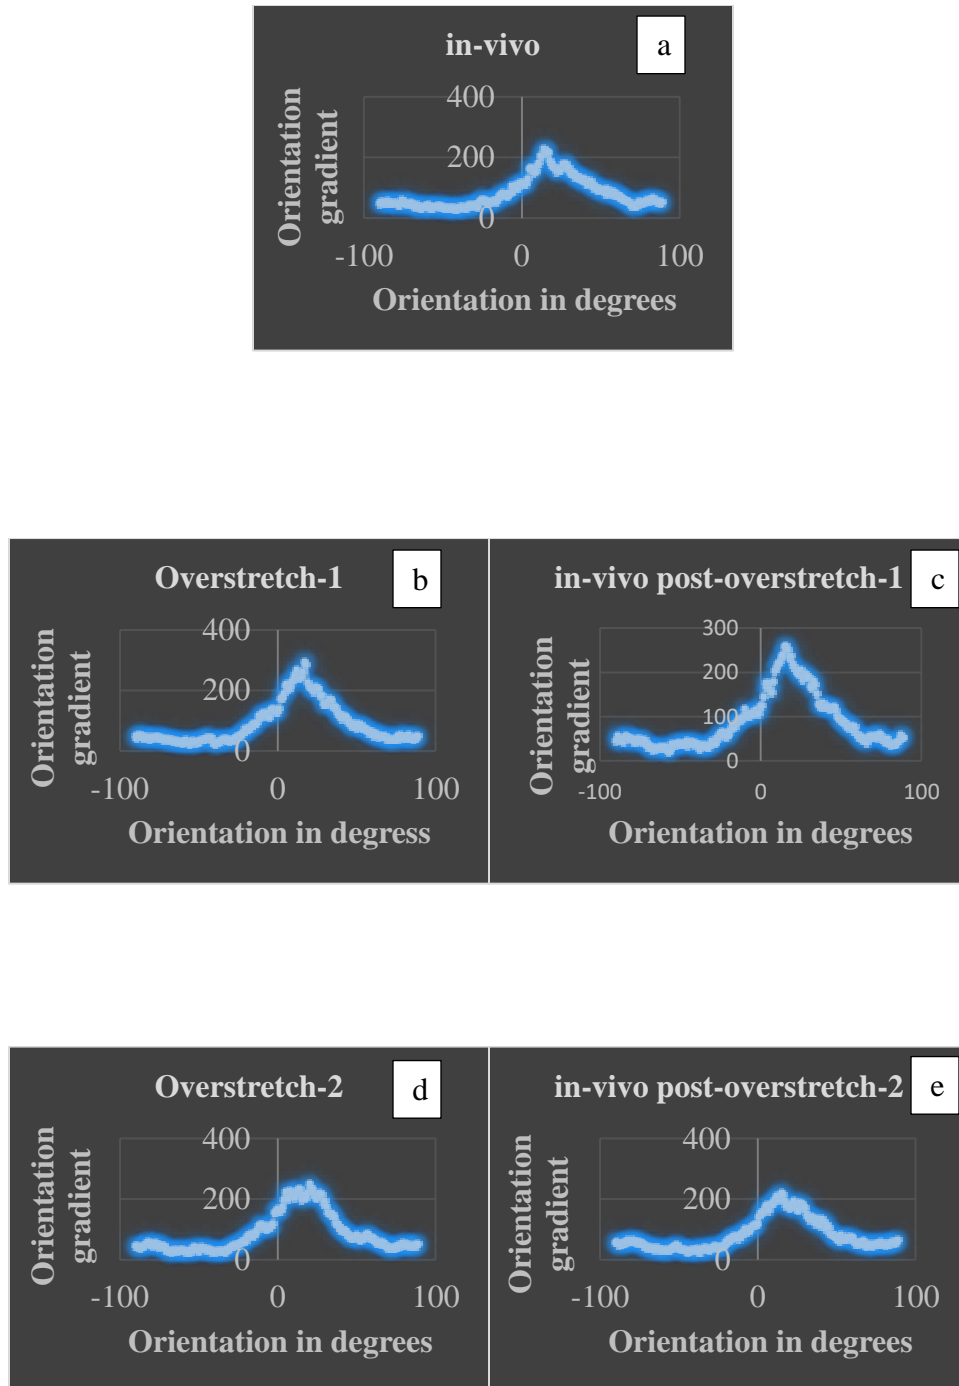 in-vivo
a
Orientation
gradient
400
200
0
-100
0
100
Orientation in degrees
Overstretch-1
b
Orientation
gradient
400
200
0
-100
0
100
Orientation in degress
in-vivo post-overstretch-1
c
Orientation
gradient
300
200
100
0
-100
0
100
Orientation in degrees
Overstretch-2
d
Orientation
gradient
400
200
0
-100
0
100
Orientation in degrees
in-vivo post-overstretch-2
e
Orientation
gradient
400
200
0
-100
0
100
Orientation in degrees